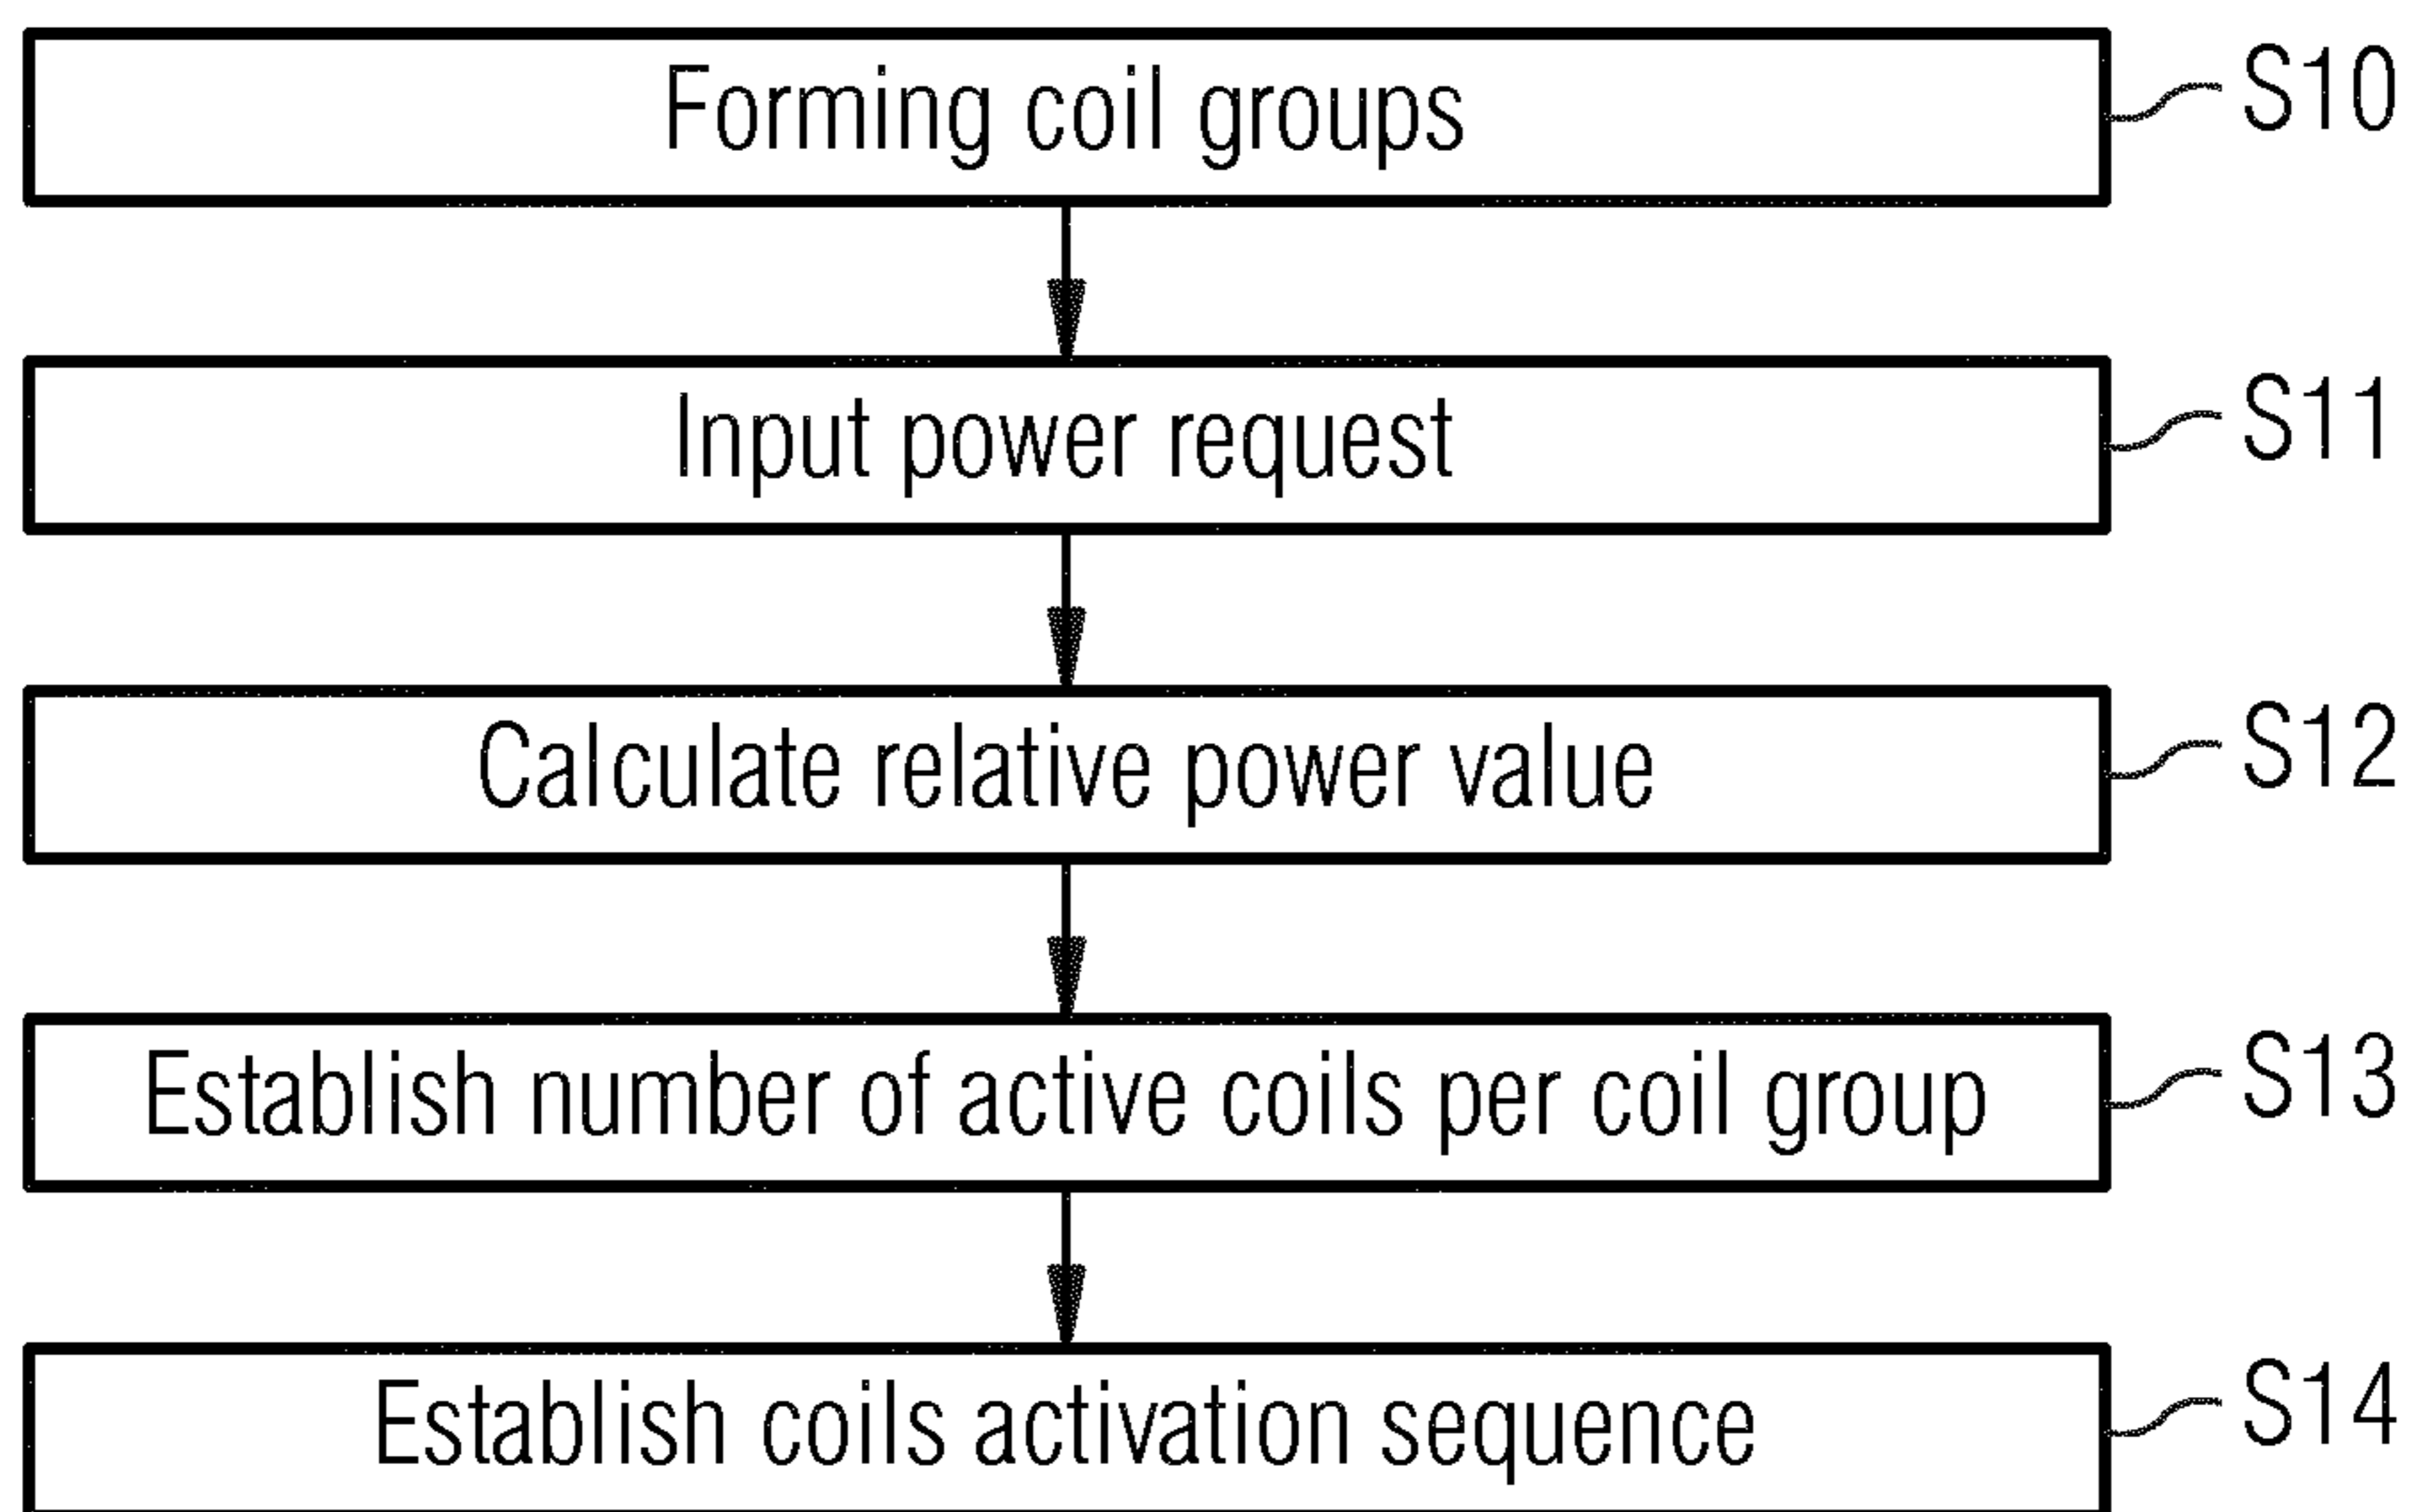 Forming coil groups S10
Input power request S11
Calculate relative power value S12
Establish number of active coils per coil group S13
Establish coils activation sequence S14